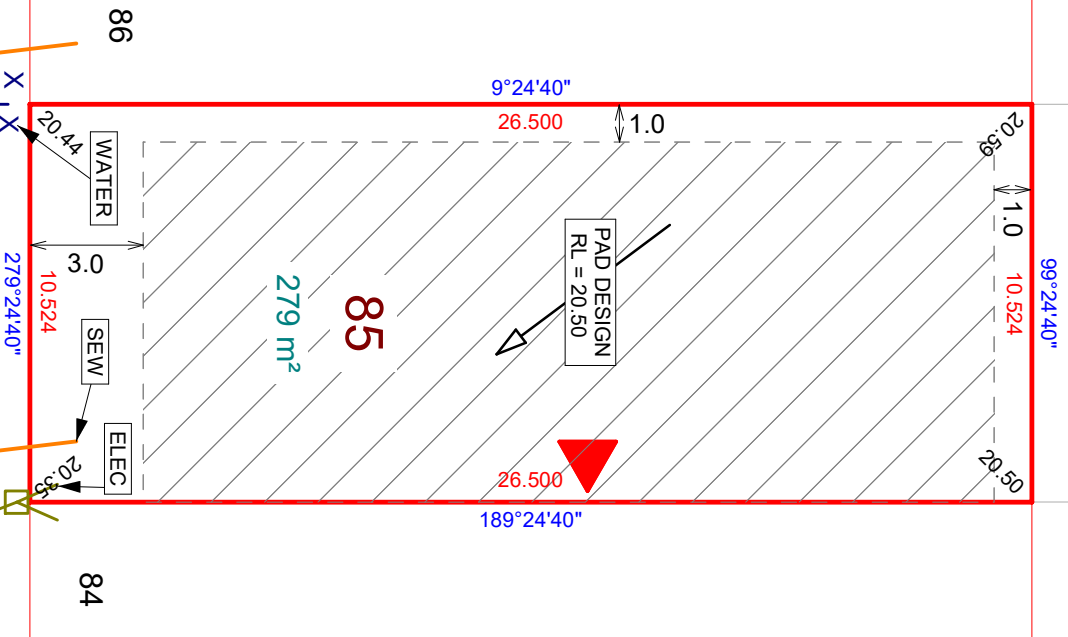 86
X
X
9°24'40"
26.500
1.0
20.44
20.59
WATER
1.0
PAD DESIGN
RL = 20.50
3.0
279°24'40"
10.524
85
279 m²
10.524
99°24'40"
SEW
ELEC
20.35
26.500
20.50
189°24'40"
84